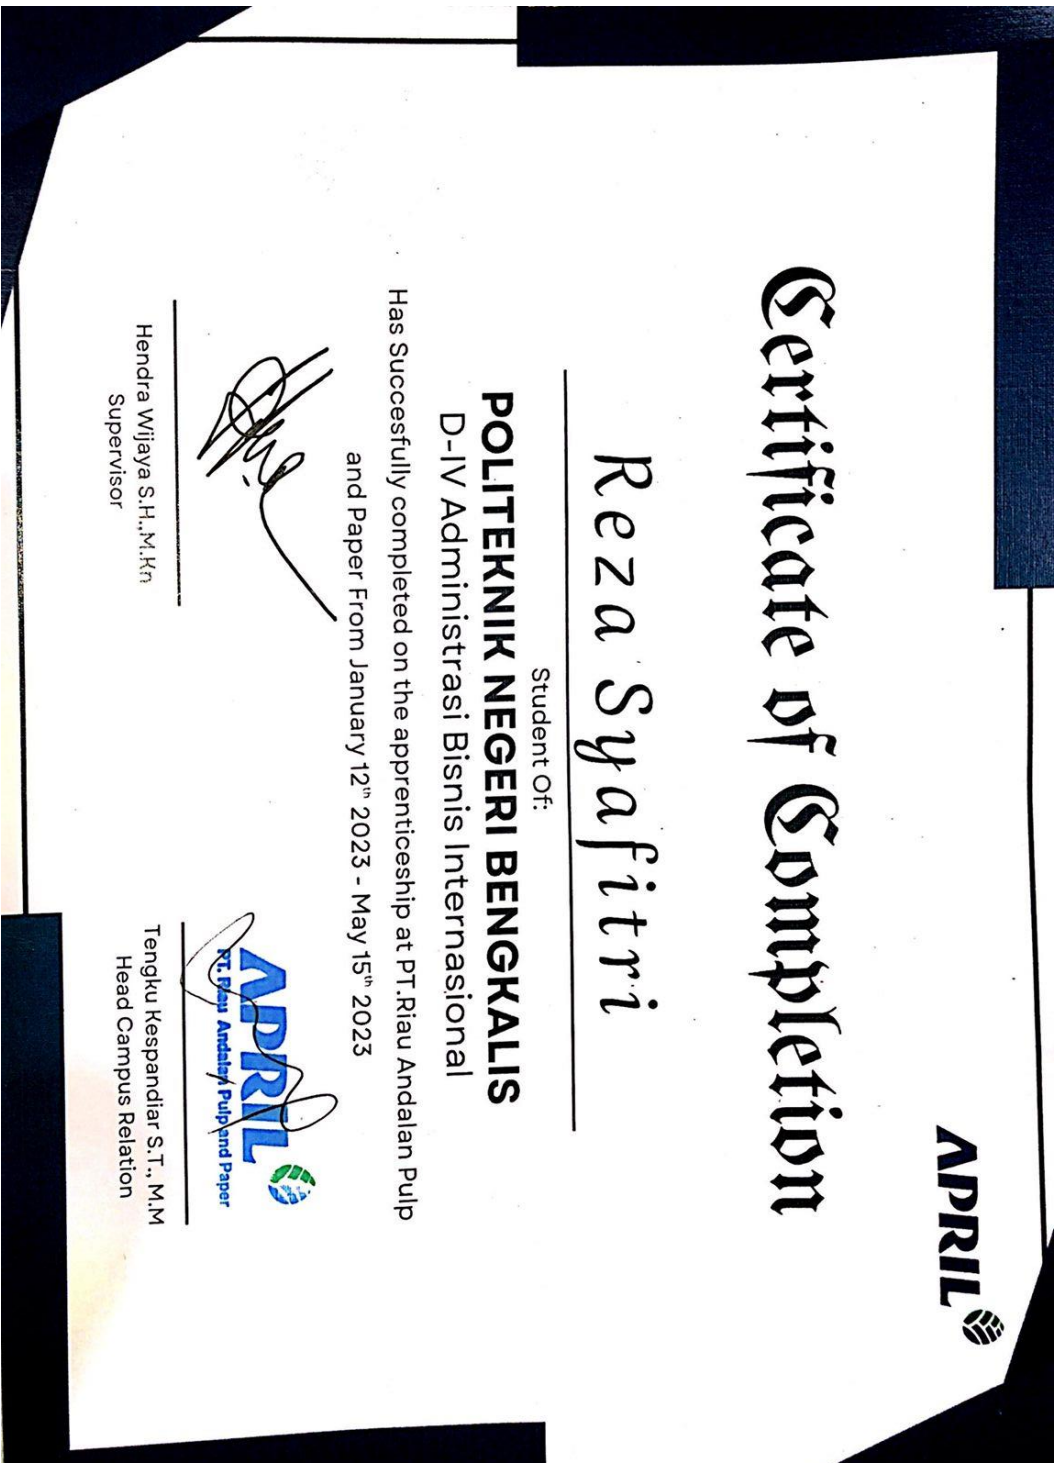 APRIL
Certificate of Completion
Reza Syafitri
Student Of:
POLITEKNIK NEGERI BENGKALIS
D-IV Administrasi Bisnis Internasional
Has Succesfully completed on the apprenticeship at PT.Riau Andalan Pulp
and Paper From January 12th 2023 - May 15th 2023
Hendra Wijaya S.H.,M.Kn
Supervisor
APRIL
PT. Riau Andalan Pulp and Paper
Tengku Kespandiar S.T., M.M
Head Campus Relation